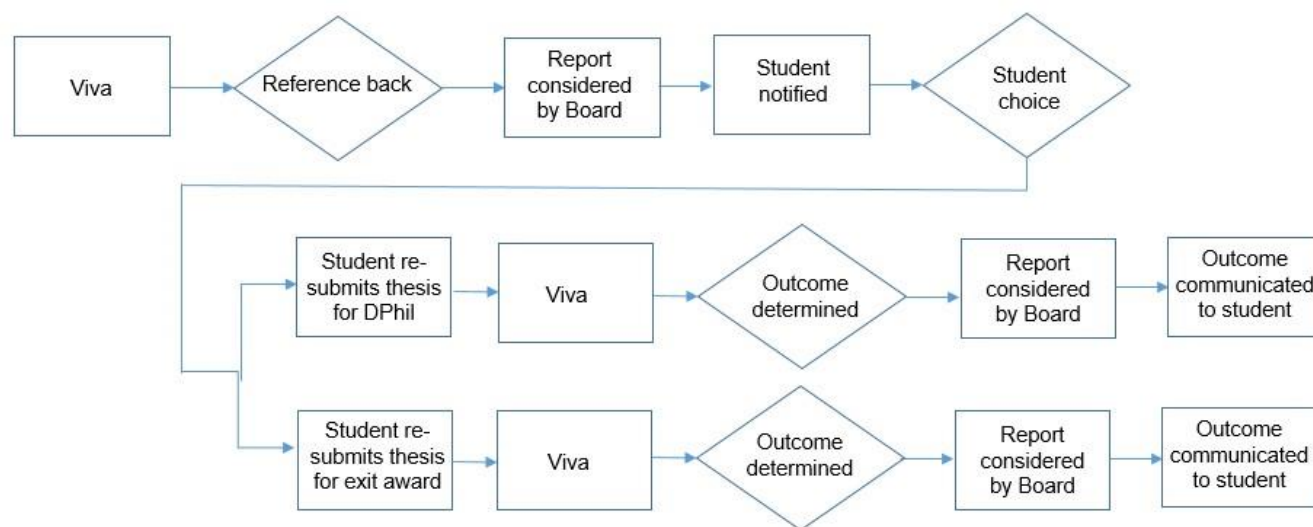 Viva
Reference back
Report
considered
by Board
Student
notified
Student
choice
Student re-
submits thesis
for DPhil
Viva
Outcome
determined
Report
considered
by Board
Outcome
communicated
to student
Student re-
submits thesis
for exit award
Viva
Outcome
determined
Report
considered
by Board
Outcome
communicated
to student